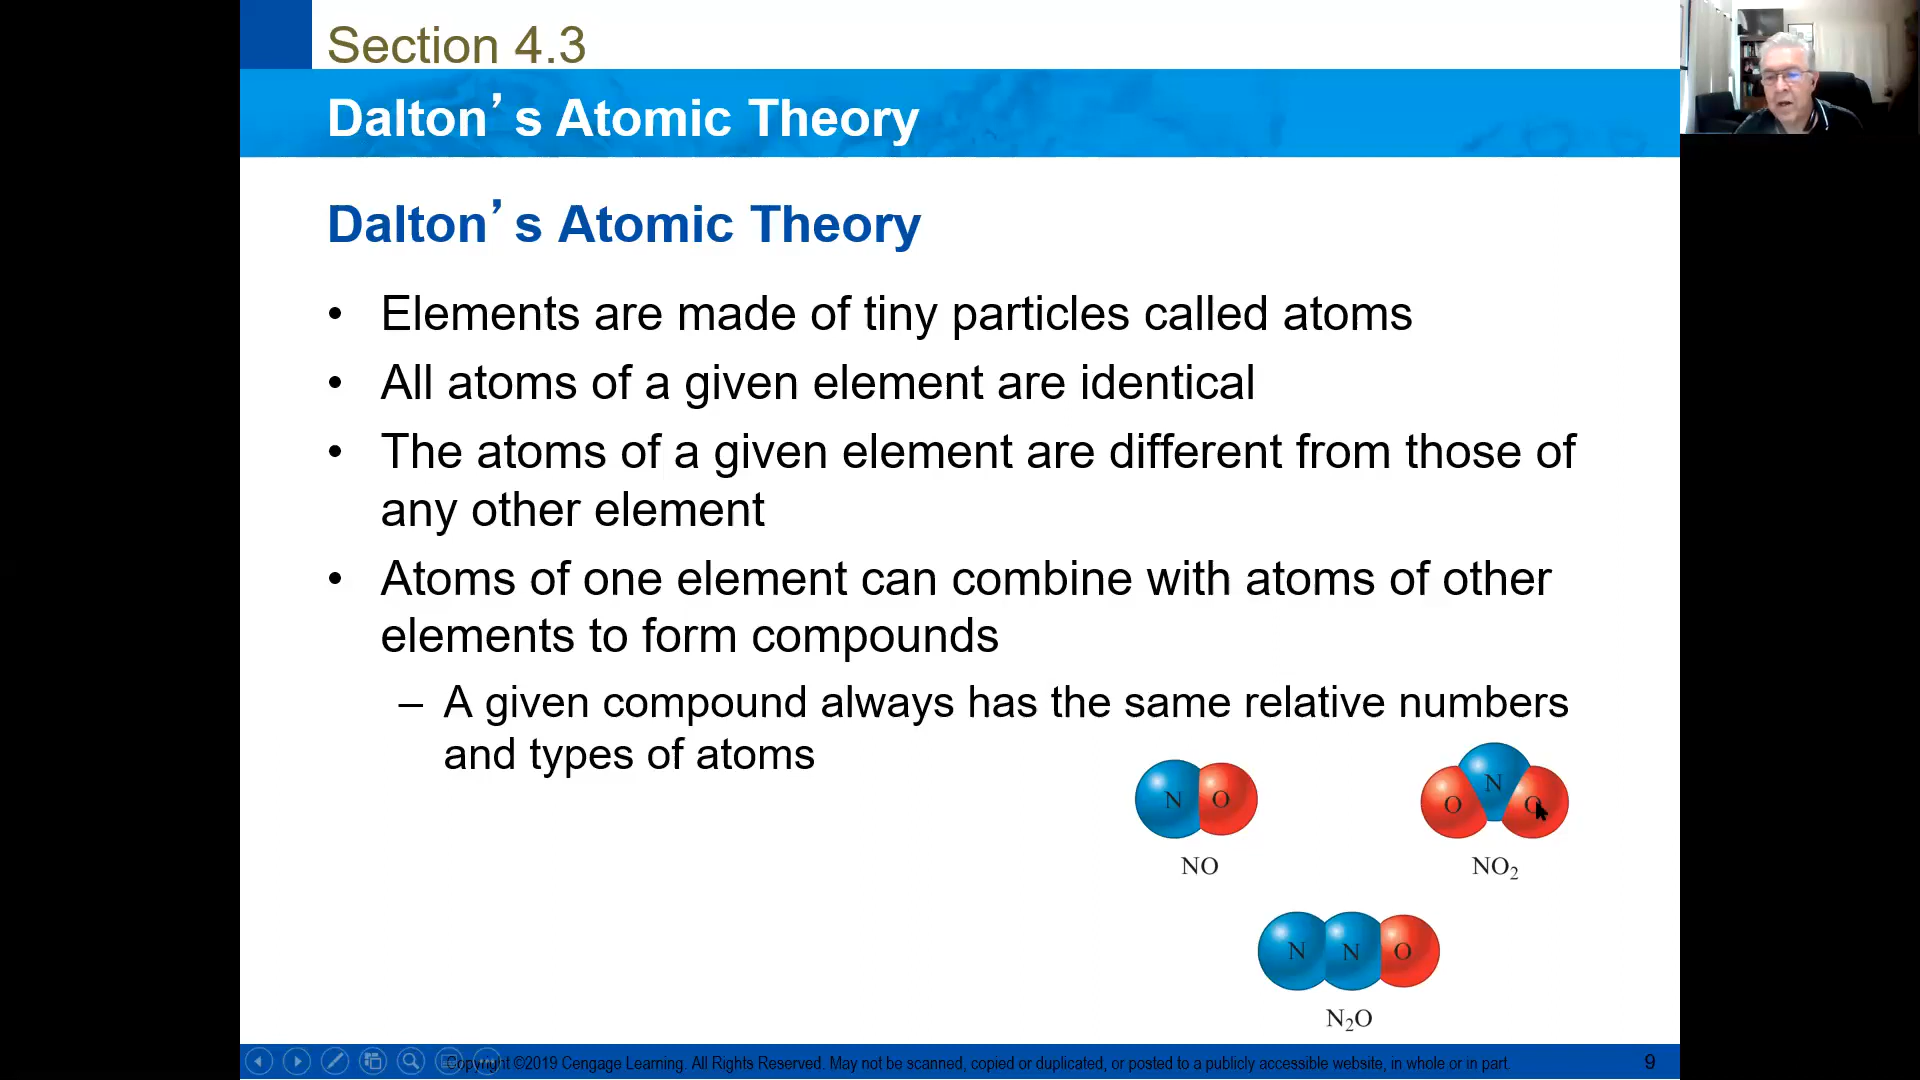 Section 4.3
Dalton’s Atomic Theory
Dalton’s Atomic Theory
• Elements are made of tiny particles called atoms
• All atoms of a given element are identical
• The atoms of a given element are different from those of
any other element
• Atoms of one element can combine with atoms of other
elements to form compounds
– A given compound always has the same relative numbers
and types of atoms
N O
NO
O N O
NO₂
N N O
N₂O
Copyright ©2019 Cengage Learning. All Rights Reserved. May not be scanned, copied or duplicated, or posted to a publicly accessible website, in whole or in part. 9